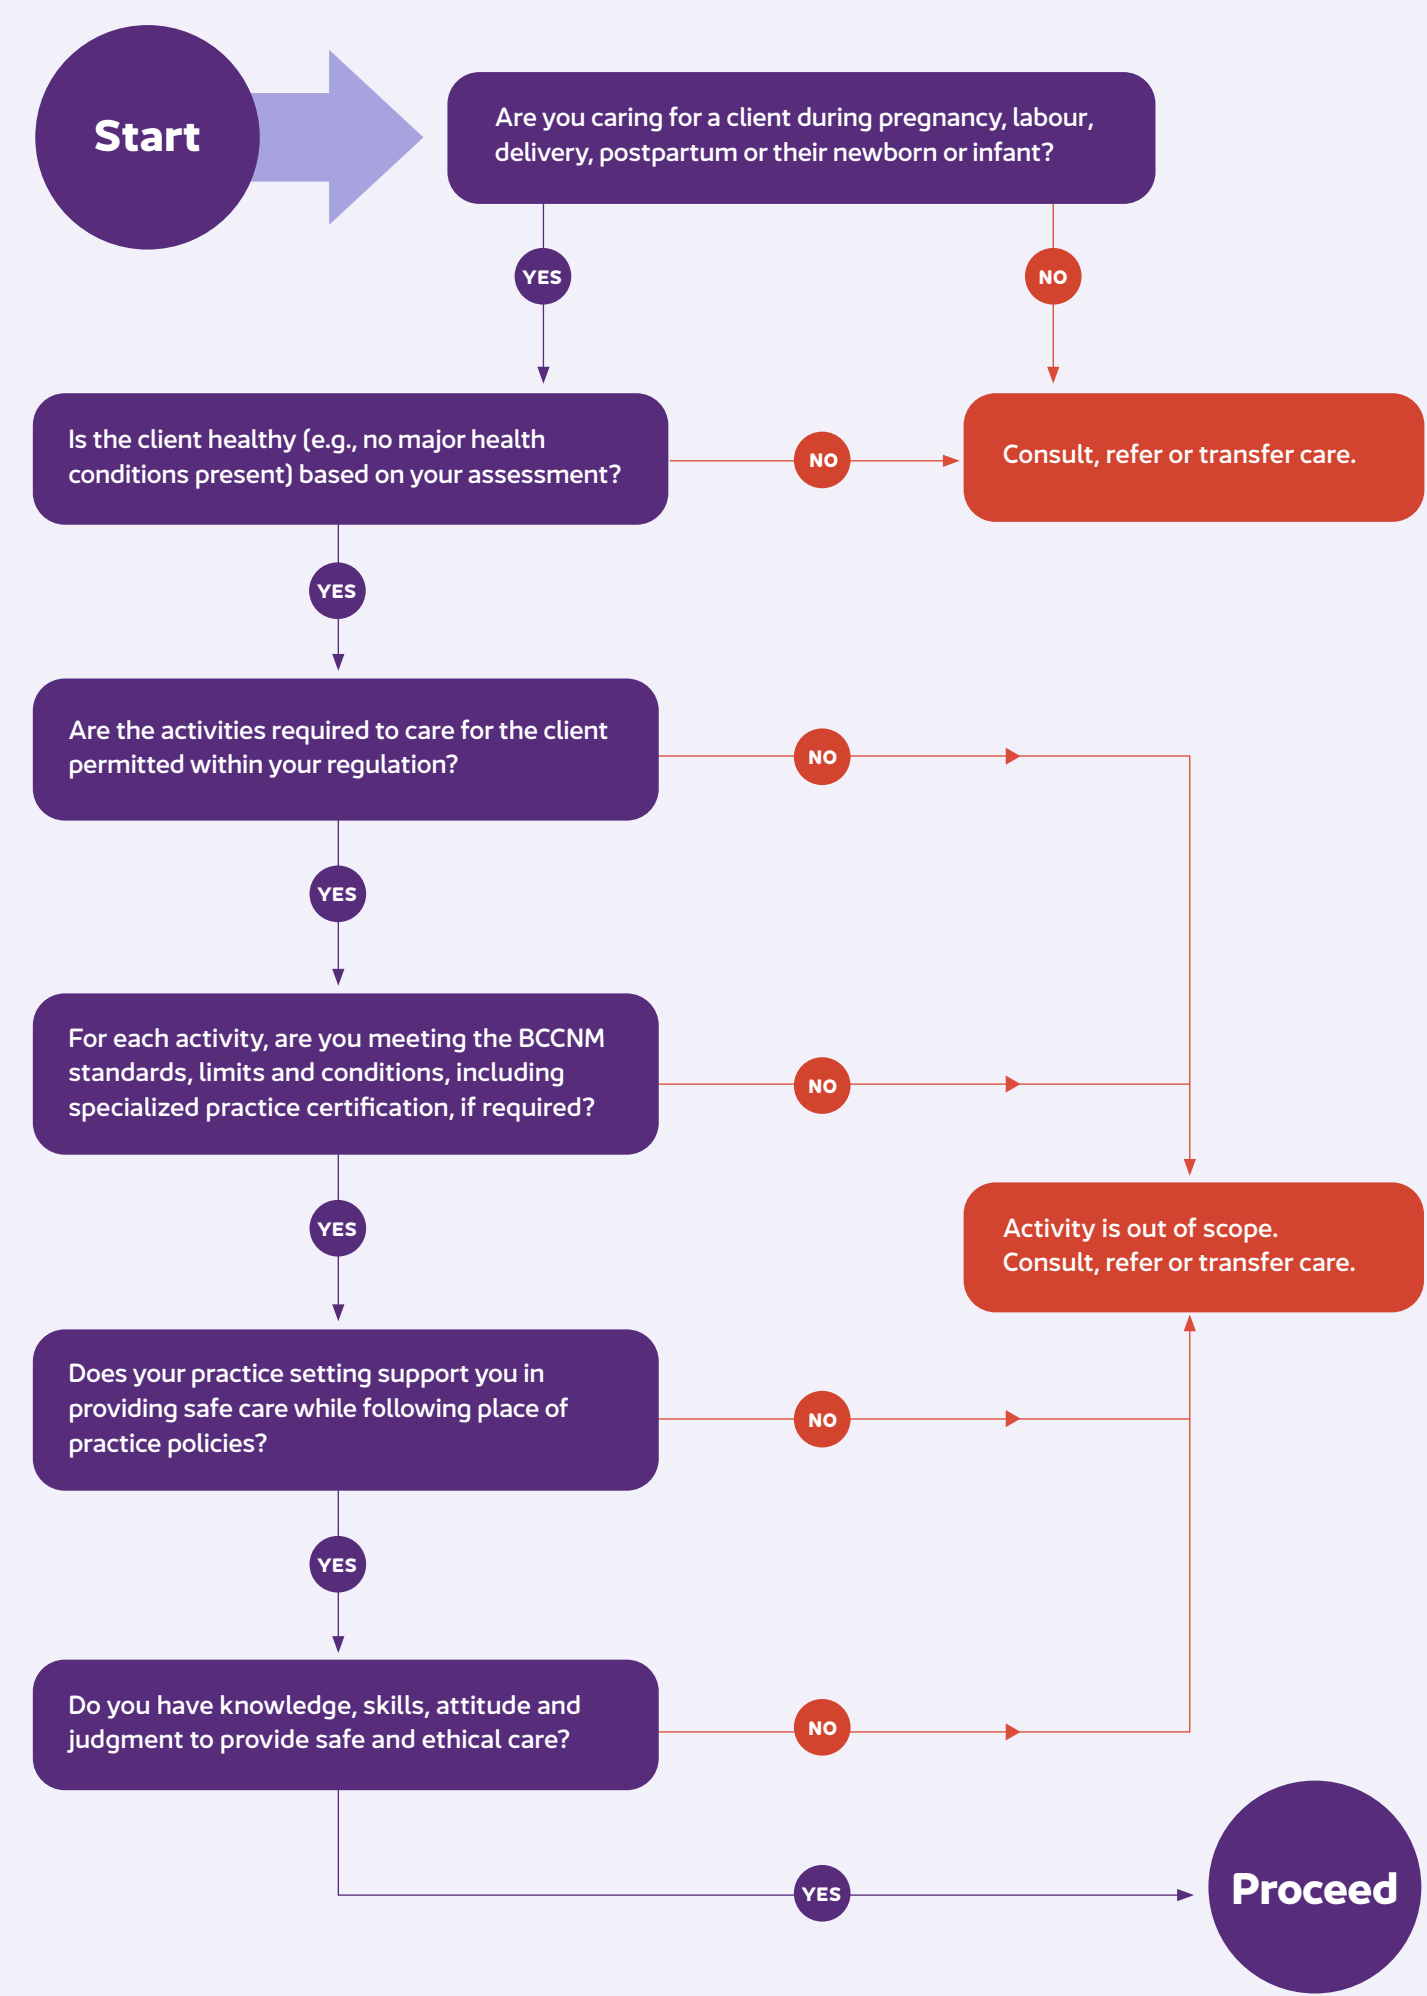 Start
Are you caring for a client during pregnancy, labour,
delivery, postpartum or their newborn or infant?
YES
NO
Is the client healthy (e.g., no major health
conditions present) based on your assessment?
NO
Consult, refer or transfer care.
YES
Are the activities required to care for the client
permitted within your regulation?
NO
YES
For each activity, are you meeting the BCCNM
standards, limits and conditions, including
specialized practice certification, if required?
NO
YES
Activity is out of scope.
Consult, refer or transfer care.
Does your practice setting support you in
providing safe care while following place of
practice policies?
NO
YES
Do you have knowledge, skills, attitude and
judgment to provide safe and ethical care?
NO
YES
Proceed